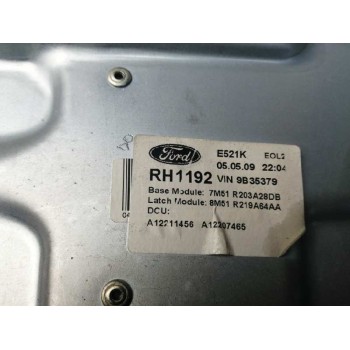 Ford E521K EOL2
05.05.09 22:04
RH1192 VIN 9B35379
Base Module: 7M51 R203A28DB
Latch Module: 8M51 R219A64AA
DCU:
A12211456 A12207465